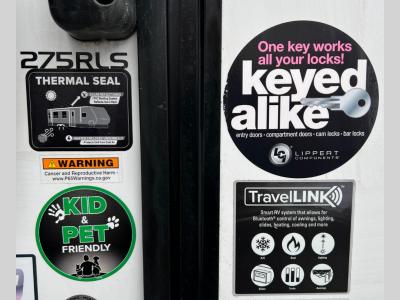 275RLS
THERMAL SEAL
WARNING
Cancer and Reproductive Harm -
www.P65Warnings.ca.gov
KID
&
PET
FRIENDLY
One key works
all your locks!
keyed
alike
entry doors • compartment doors • cam locks • bar locks
LIPPERT
COMPONENTS
TravelLINK
Smart RV system that allows for
Bluetooth® control of awnings, lighting,
slides, heating, cooling and more